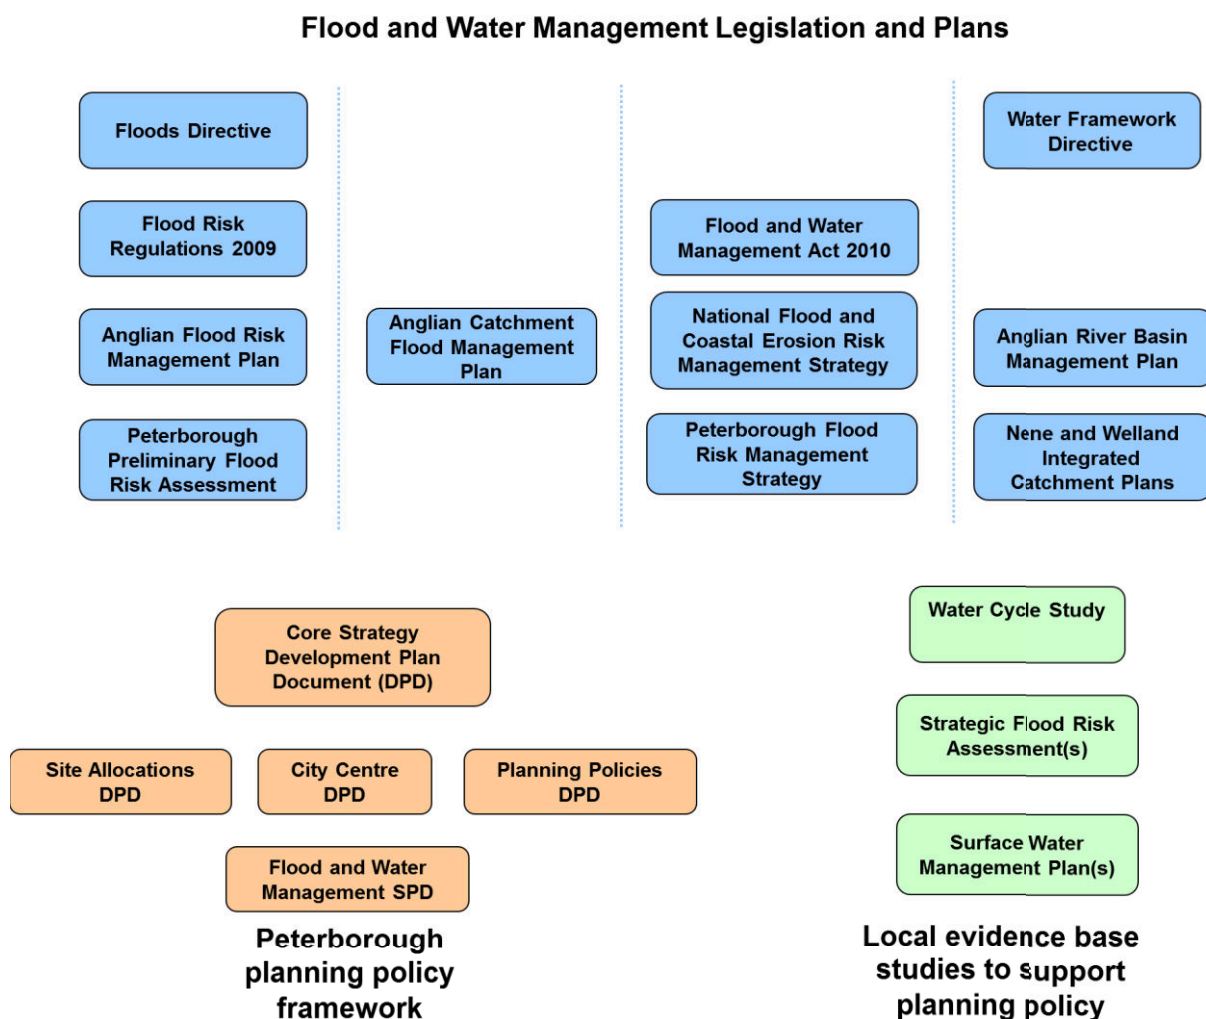 Flood and Water Management Legislation and Plans
Floods Directive
Water Framework
Directive
Flood Risk
Regulations 2009
Flood and Water
Management Act 2010
Anglian Flood Risk
Management Plan
Anglian Catchment
Flood Management
Plan
National Flood and
Coastal Erosion Risk
Management Strategy
Anglian River Basin
Management Plan
Peterborough
Preliminary Flood
Risk Assessment
Peterborough Flood
Risk Management
Strategy
Nene and Welland
Integrated
Catchment Plans
Core Strategy
Development Plan
Document (DPD)
Site Allocations
DPD
City Centre
DPD
Planning Policies
DPD
Flood and Water
Management SPD
Peterborough
planning policy
framework
Water Cycle Study
Strategic Flood Risk
Assessment(s)
Surface Water
Management Plan(s)
Local evidence base
studies to support
planning policy